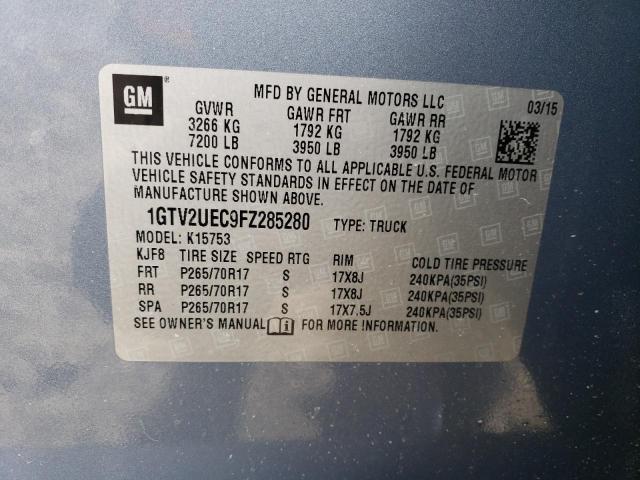 GM ®
MFD BY GENERAL MOTORS LLC 03/15
GVWR GAWR FRT GAWR RR
3266 KG 1792 KG 1792 KG
7200 LB 3950 LB 3950 LB
THIS VEHICLE CONFORMS TO ALL APPLICABLE U.S. FEDERAL MOTOR
VEHICLE SAFETY STANDARDS IN EFFECT ON THE DATE OF
MANUFACTURE SHOWN ABOVE.
1GTV2UEC9FZ285280 TYPE: TRUCK
MODEL: K15753
KJF8 TIRE SIZE SPEED RTG RIM COLD TIRE PRESSURE
FRT P265/70R17 S 17X8J 240KPA(35PSI)
RR P265/70R17 S 17X8J 240KPA(35PSI)
SPA P265/70R17 S 17X7.5J 240KPA(35PSI)
SEE OWNER'S MANUAL FOR MORE INFORMATION.